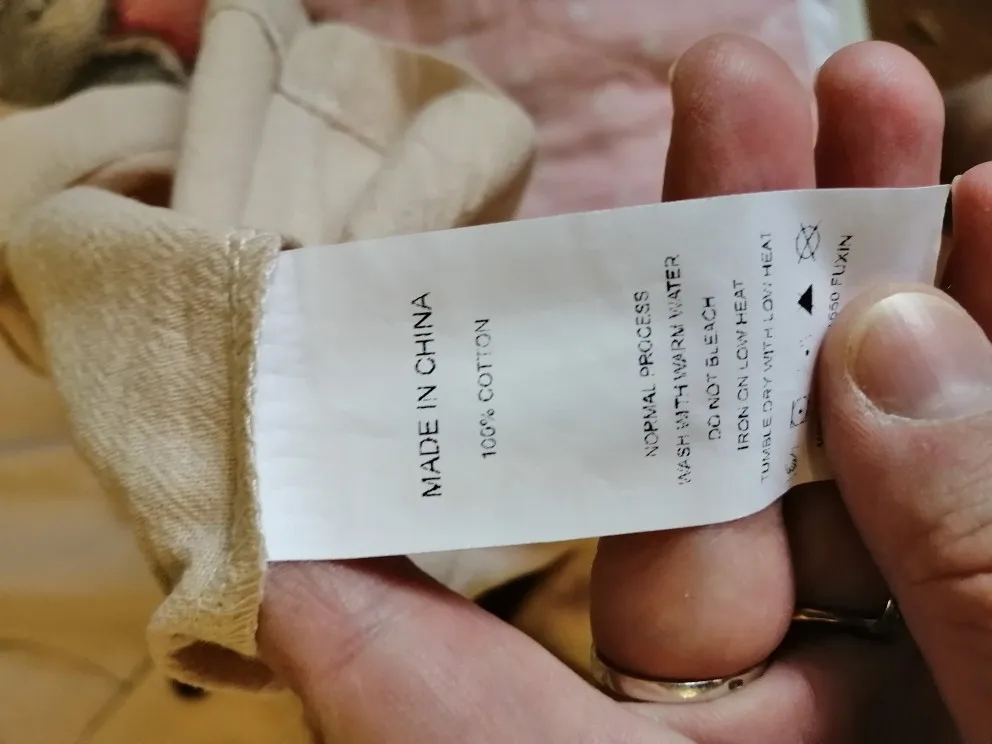 MADE IN CHINA
100% COTTON
NORMAL PROCESS
WASH WITH WARM WATER
DO NOT BLEACH
IRON ON LOW HEAT
TUMBLE DRY WITH LOW HEAT
FUXIN